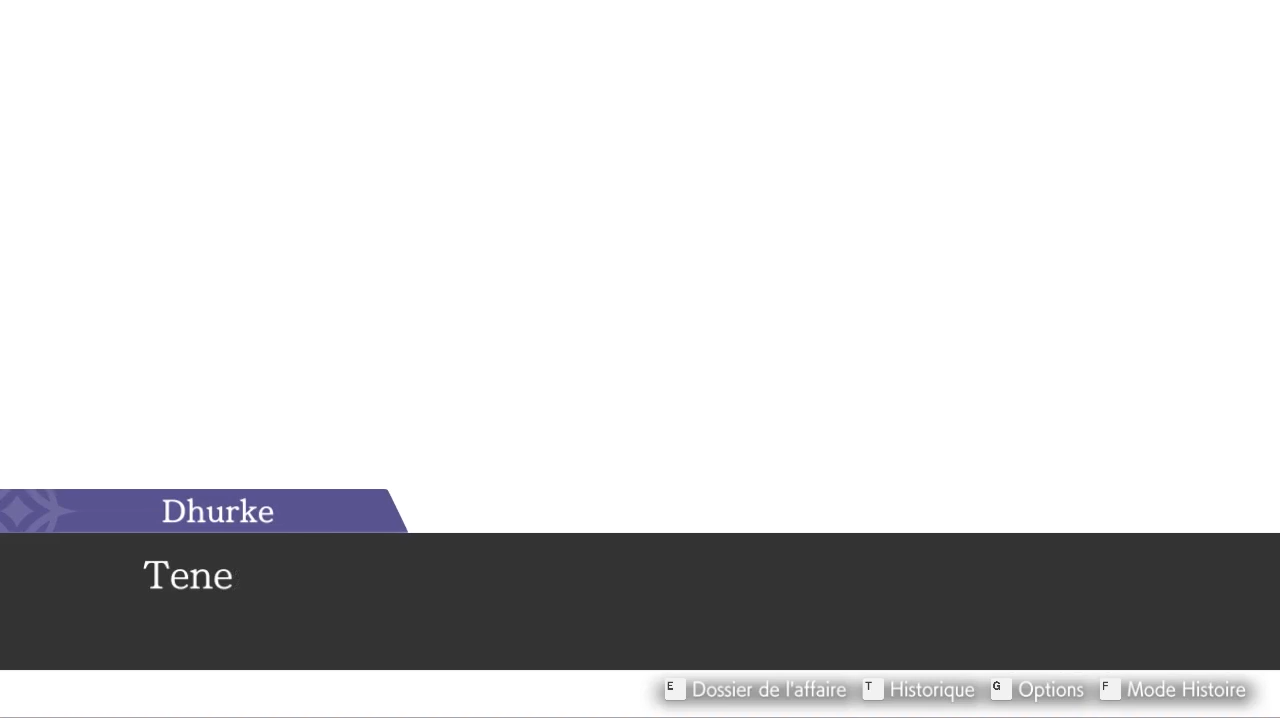 Dhurke
Tene
E Dossier de l'affaire T Historique G Options F Mode Histoire